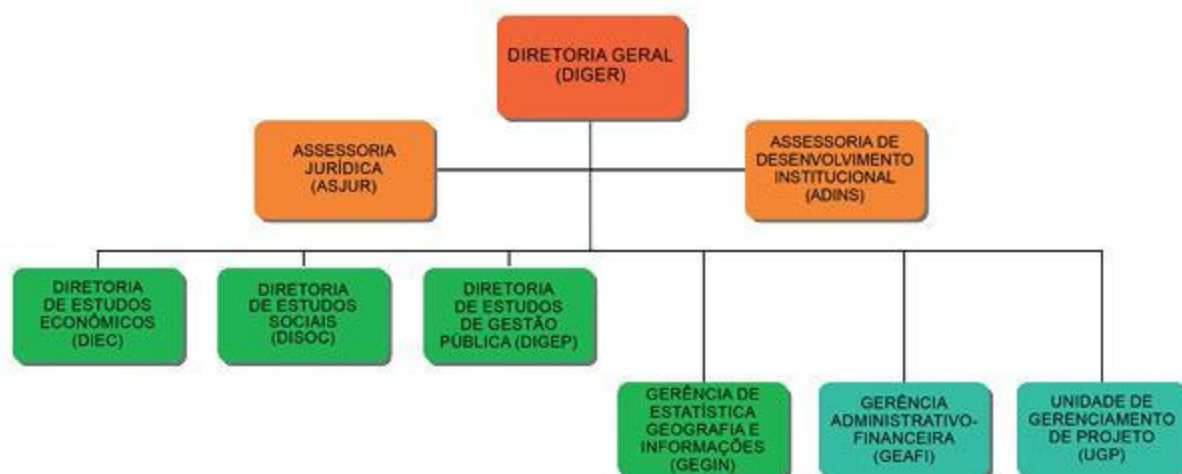 DIRETORIA GERAL
(DIGER)
ASSESSORIA
JURÍDICA
(ASJUR)
ASSESSORIA DE
DESENVOLVIMENTO
INSTITUCIONAL
(ADINS)
DIRETORIA
DE ESTUDOS
ECONÔMICOS
(DIEC)
DIRETORIA
DE ESTUDOS
SOCIAIS
(DISOC)
DIRETORIA
DE ESTUDOS
DE GESTÃO
PÚBLICA (DIGEP)
GERÊNCIA DE
ESTATÍSTICA
GEOGRAFIA E
INFORMAÇÕES
(GEGIN)
GERÊNCIA
ADMINISTRATIVO-
FINANCEIRA
(GEAFI)
UNIDADE DE
GERENCIAMENTO
DE PROJETO
(UGP)